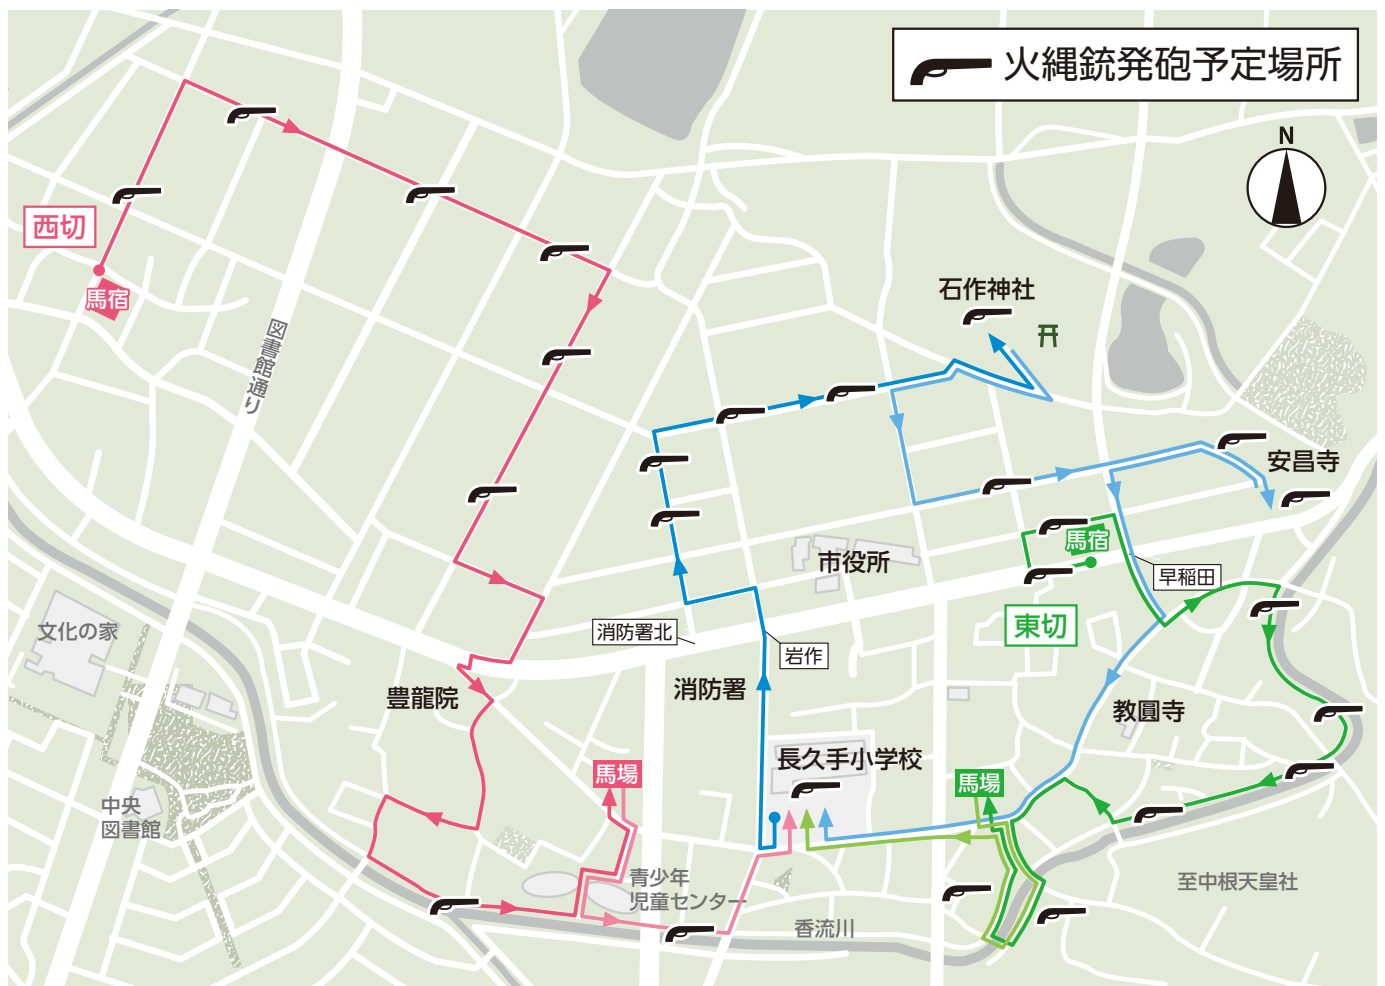 火縄銃発砲予定場所
N
西切
馬宿
図書館通り
石作神社
安昌寺
馬宿
市役所
早稲田
東切
消防署北
岩作
文化の家
豊龍院
消防署
教圓寺
長久手小学校
馬場
馬場
中央
図書館
青少年
児童センター
至中根天皇社
香流川